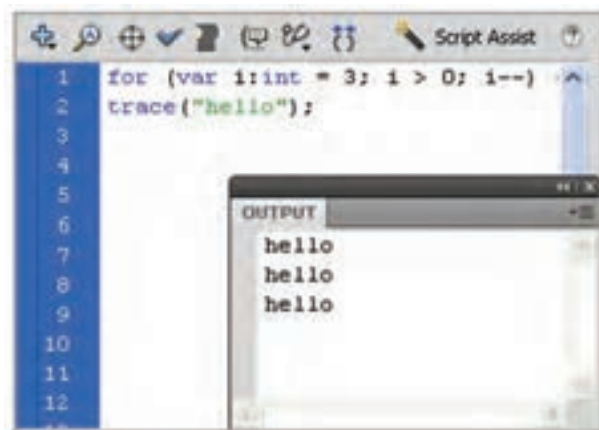 Script Assist
1 for (var i:int = 3; i > 0; i--)
2 trace("hello");
3
4
5
6
7
8
9
10
11
12
OUTPUT
hello
hello
hello